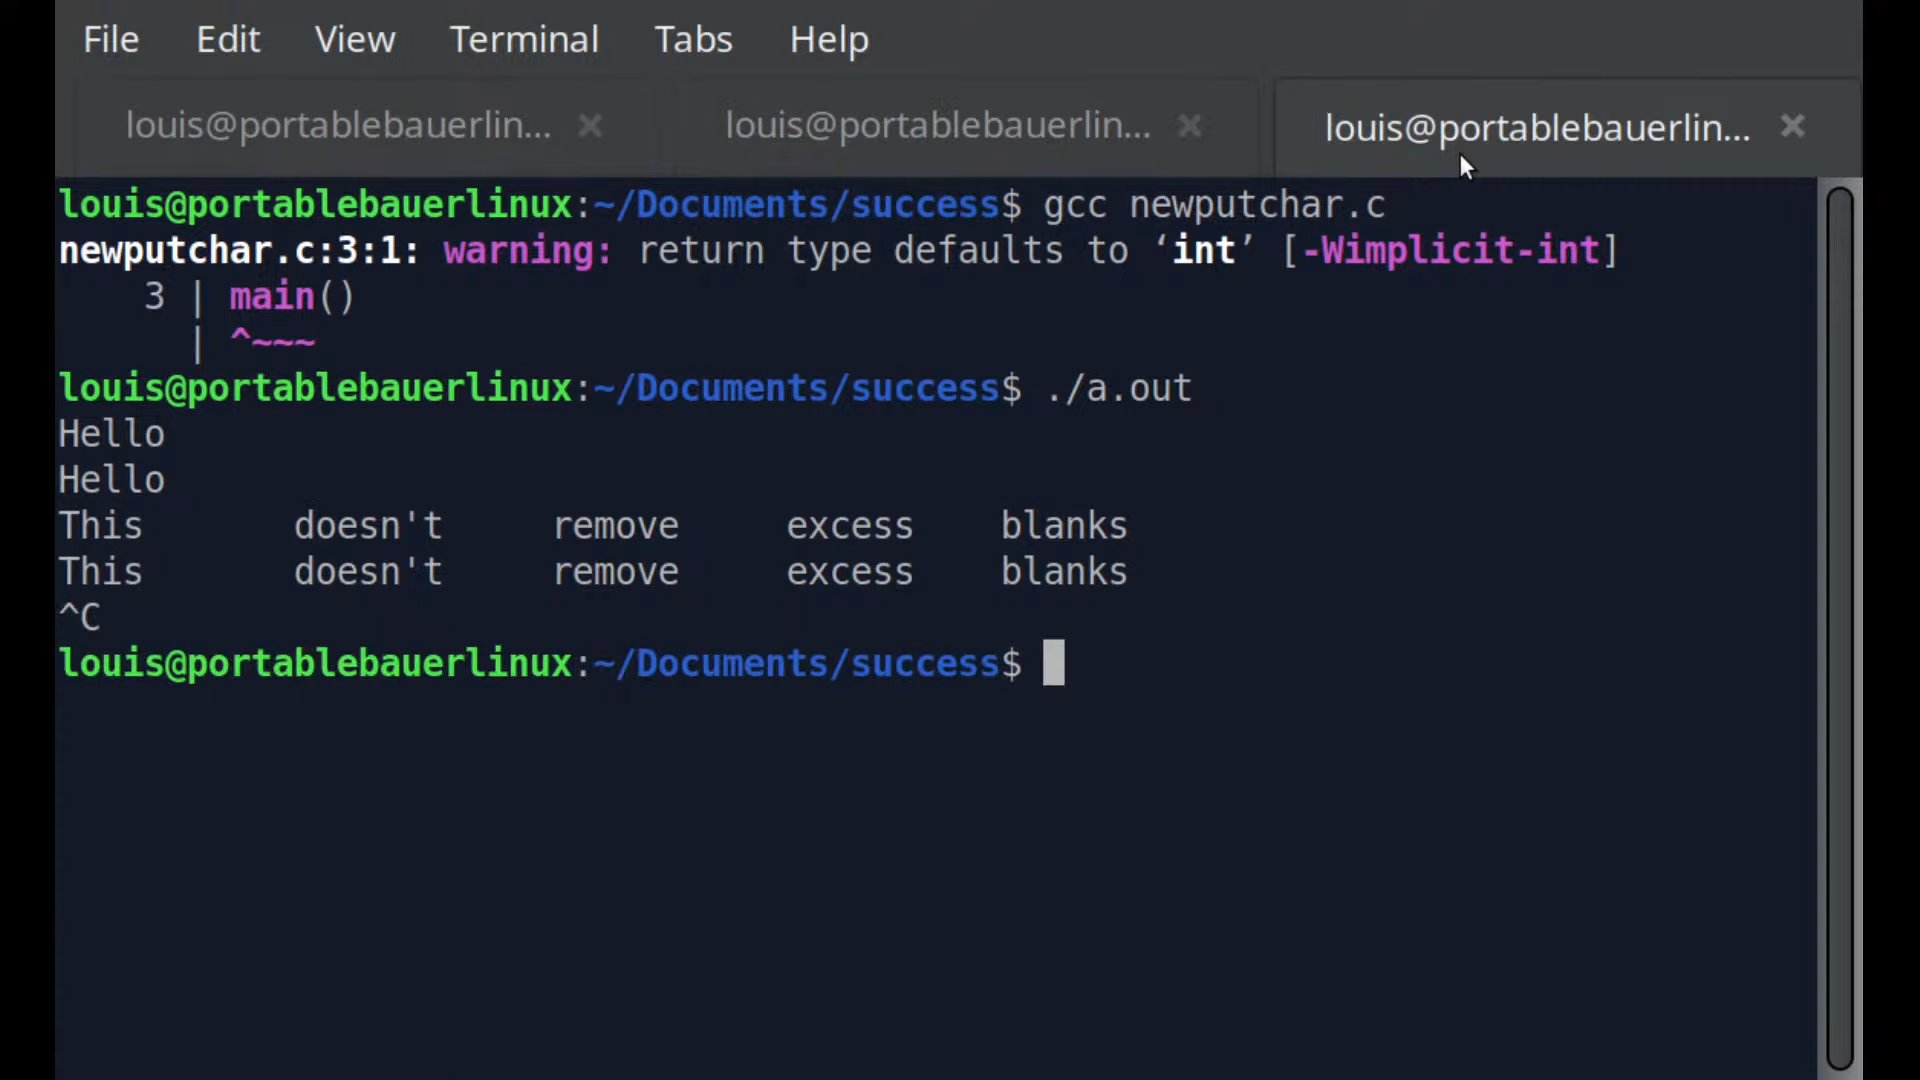 File Edit View Terminal Tabs Help
louis@portablebauerlin... × louis@portablebauerlin... × louis@portablebauerlin... ×
louis@portablebauerlinux:~/Documents/success$ gcc newputchar.c
newputchar.c:3:1: warning: return type defaults to ‘int’ [-Wimplicit-int]
    3 | main()
      | ^~~~
louis@portablebauerlinux:~/Documents/success$ ./a.out
Hello
Hello
This       doesn't     remove     excess    blanks
This       doesn't     remove     excess    blanks
^C
louis@portablebauerlinux:~/Documents/success$